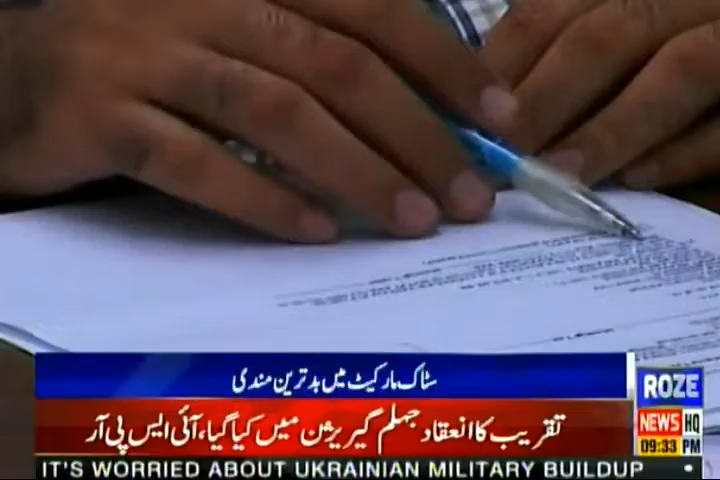 سٹاک مارکیٹ میں بدترین مندی
تقریب کا انعقاد جہلم گیریژن میں کیا گیا، آئی ایس پی آر
ROZE
NEWS HQ
09:33 PM
IT'S WORRIED ABOUT UKRAINIAN MILITARY BUILDUP